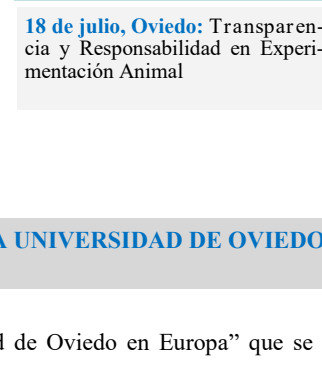 18 de julio, Oviedo: Transparen-
cia y Responsabilidad en Experi-
mentación Animal
A UNIVERSIDAD DE OVIEDO
d de Oviedo en Europa” que se